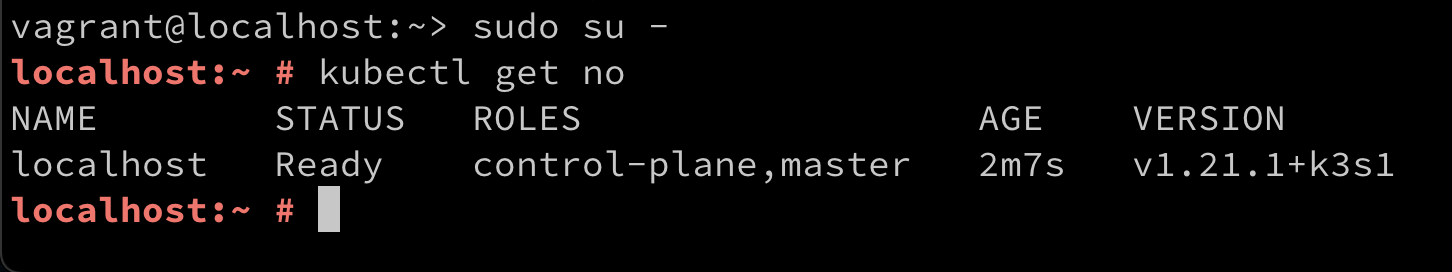 vagrant@localhost:~> sudo su -
localhost:~ # kubectl get no
NAME        STATUS   ROLES                  AGE    VERSION
localhost   Ready    control-plane,master   2m7s   v1.21.1+k3s1
localhost:~ #